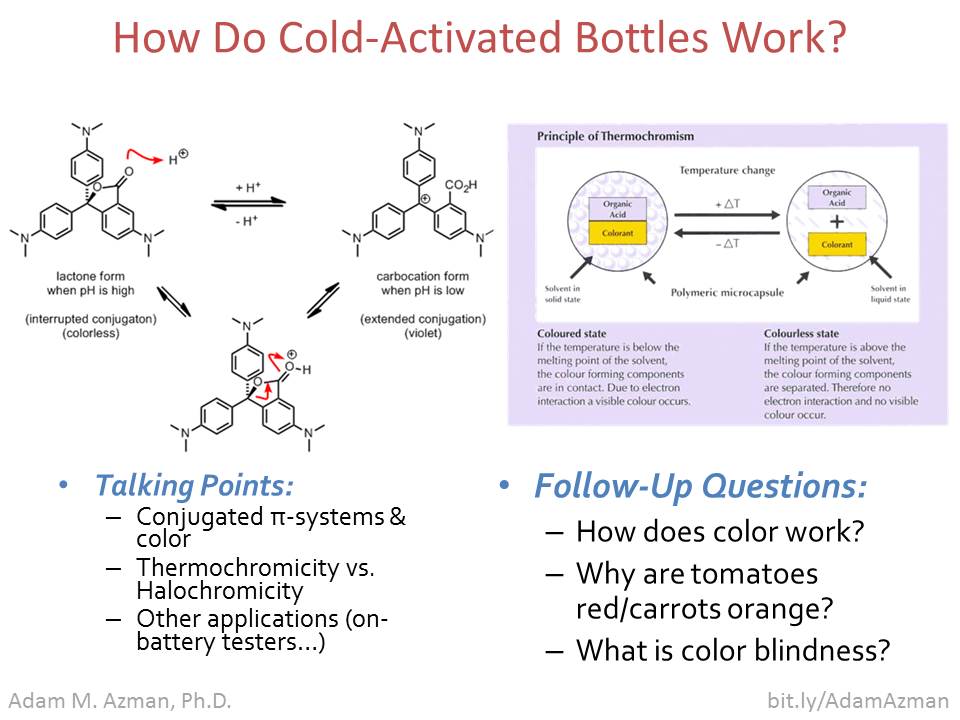 How Do Cold-Activated Bottles Work?
N
N
N
O
O
H⊕
+ H⁺
- H⁺
N
CO₂H
⊕
N
N
lactone form
when pH is high
(interrupted conjugaton)
(colorless)
carbocation form
when pH is low
(extended conjugation)
(violet)
N
⊕
O-H
O
N
N
Principle of Thermochromism
Temperature change
Organic
Acid
Colorant
+ ΔT
− ΔT
Organic
Acid
+
Colorant
Solvent in
solid state
Polymeric microcapsule
Solvent in
liquid state
Coloured state
If the temperature is below the
melting point of the solvent,
the colour forming components
are in contact. Due to electron
interaction a visible colour occurs.
Colourless state
If the temperature is above the
melting point of the solvent,
the colour forming components
are separated. Therefore no
electron interaction and no visible
colour occur.
• Talking Points:
– Conjugated π-systems &
color
– Thermochromicity vs.
Halochromicity
– Other applications (on-
battery testers...)
• Follow-Up Questions:
– How does color work?
– Why are tomatoes
red/carrots orange?
– What is color blindness?
Adam M. Azman, Ph.D.
bit.ly/AdamAzman